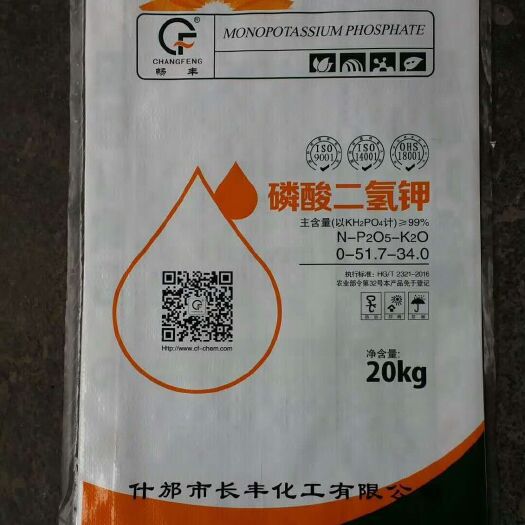 CHANGFENG
畅丰
MONOPOTASSIUM PHOSPHATE
ISO
9001
ISO
14001
OHS
18001
磷酸二氢钾
主含量(以KH2PO4计)≥99%
N-P2O5-K2O
0-51.7-34.0
执行标准: HG/T 2321-2016
农业部令第32号本产品免于登记
Http://www.cf-chem.com
净含量:
20kg
什邡市长丰化工有限公